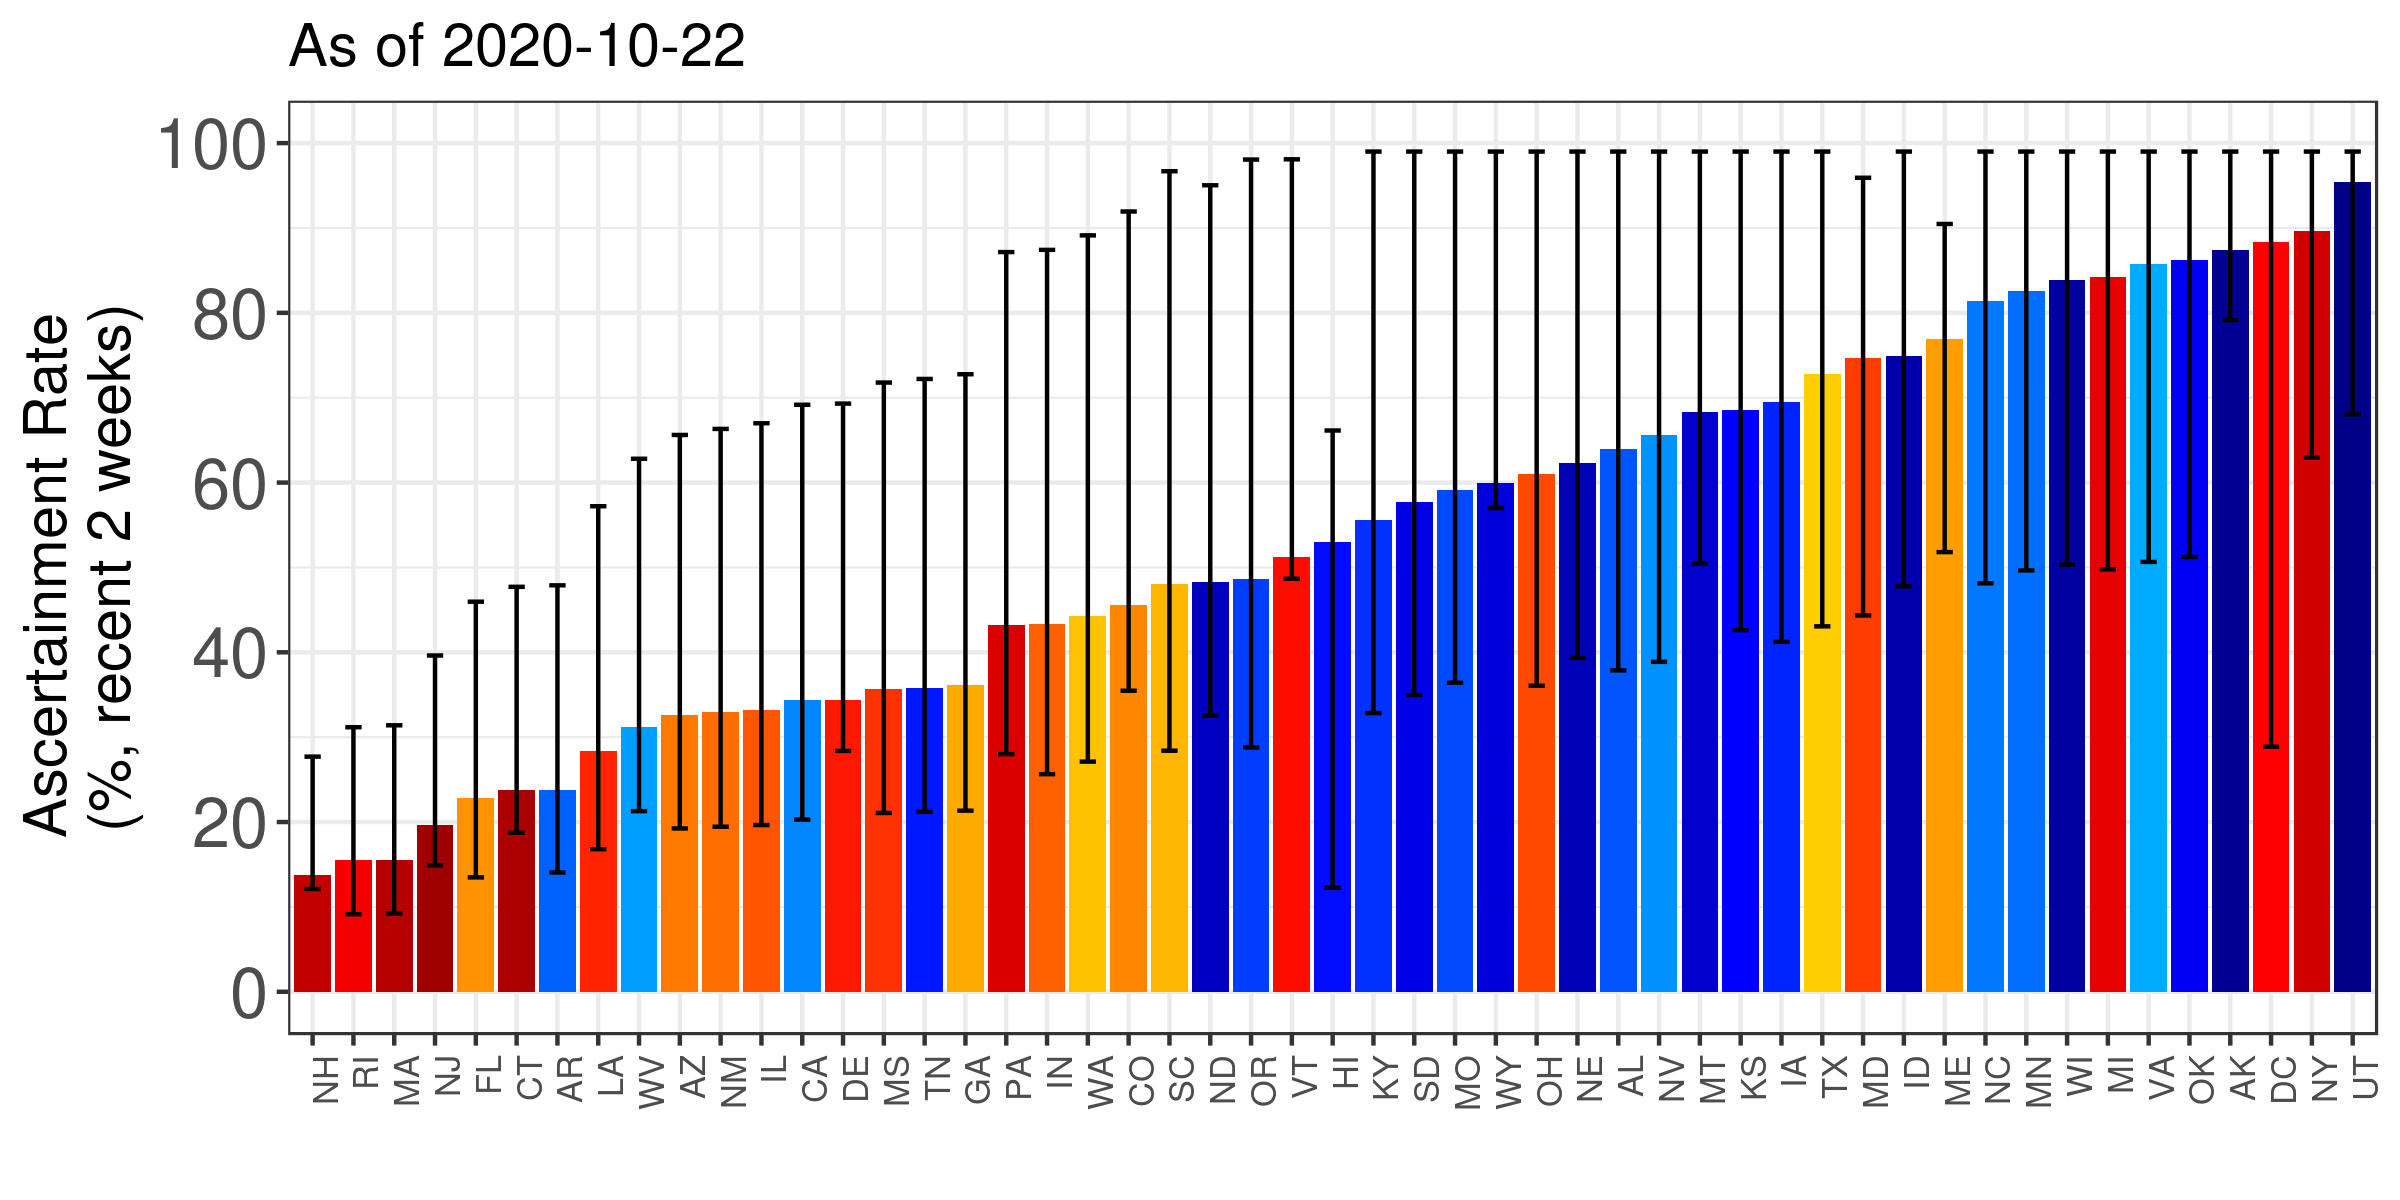 As of 2020-10-22
Ascertainment Rate
(%, recent 2 weeks)
100
80
60
40
20
0
NH RI MA NJ FL CT AR LA WV AZ NM IL CA DE MS TN GA PA IN WA CO SC ND OR VT HI KY SD MO WY OH NE AL NV MT KS IA TX MD ID ME NC MN WI MI VA OK AK DC NY UT